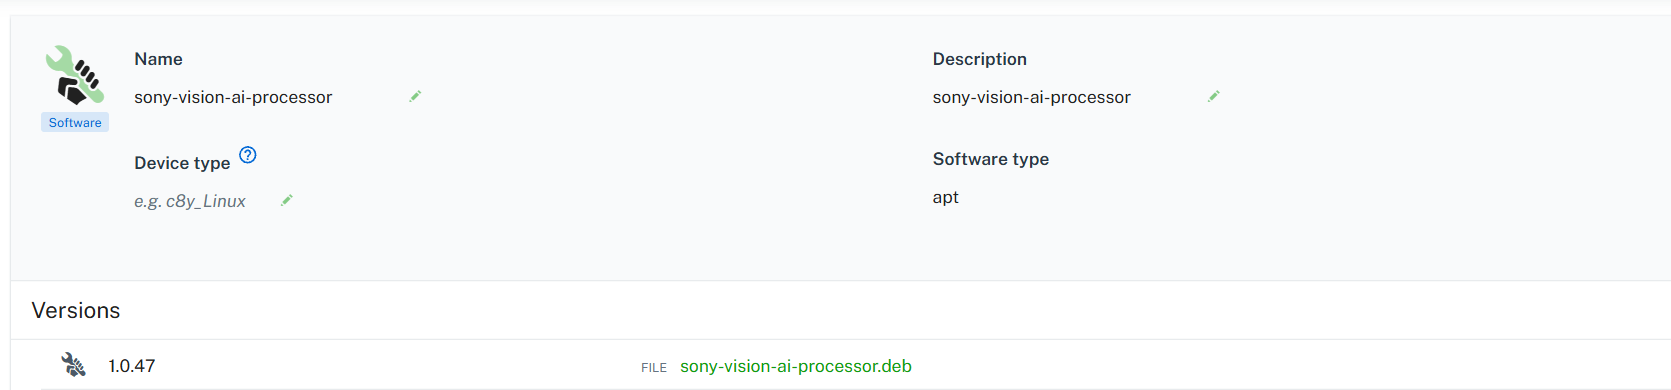 Name
sony-vision-ai-processor
Description
sony-vision-ai-processor
Software
Device type ?
e.g. c8y_Linux
Software type
apt
Versions
1.0.47 FILE sony-vision-ai-processor.deb